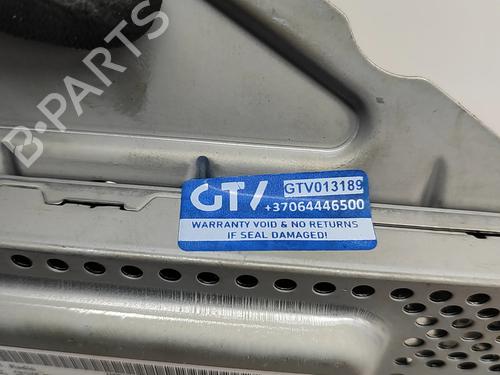 B-PARTS
GTV
GTV013189
+37064446500
WARRANTY VOID & NO RETURNS
IF SEAL DAMAGED!